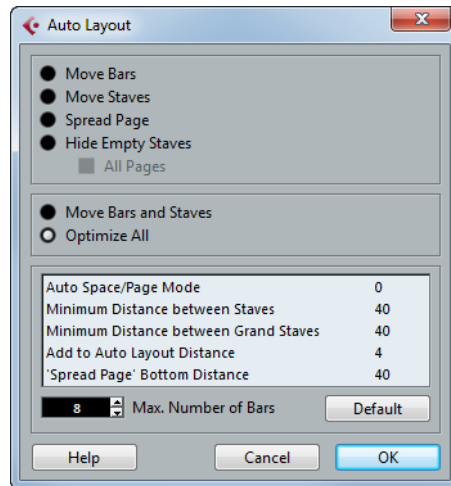 Auto Layout
Move Bars
Move Staves
Spread Page
Hide Empty Staves
All Pages
Move Bars and Staves
Optimize All
Auto Space/Page Mode 0
Minimum Distance between Staves 40
Minimum Distance between Grand Staves 40
Add to Auto Layout Distance 4
'Spread Page' Bottom Distance 40
8 Max. Number of Bars Default
Help Cancel OK